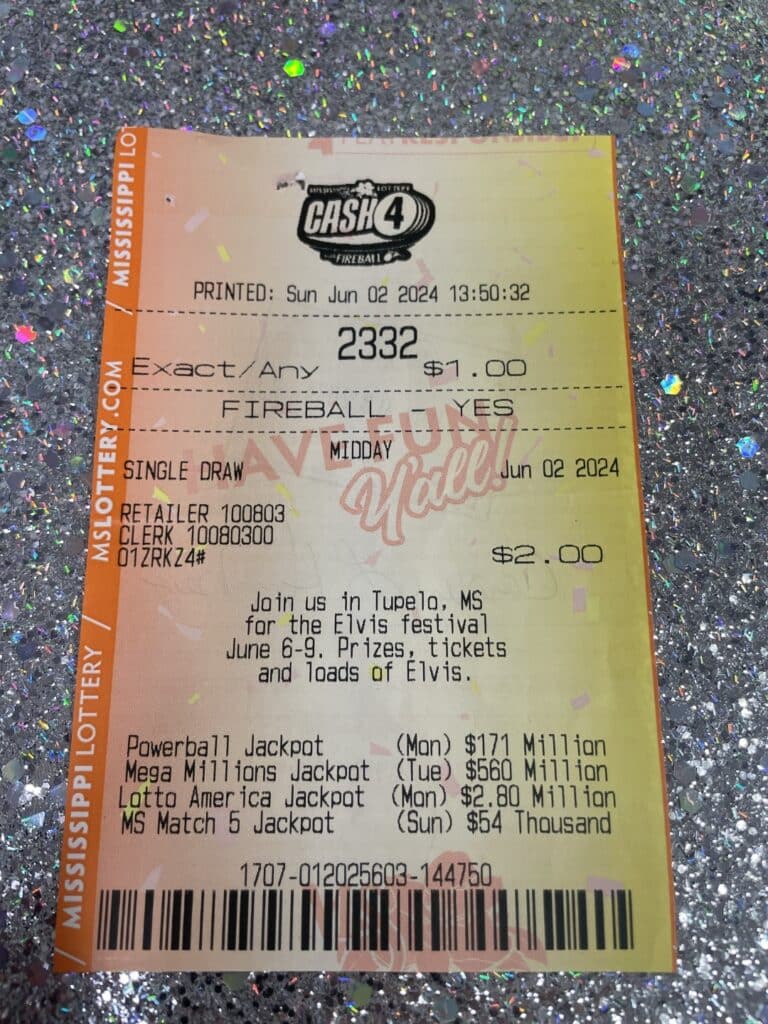 PLAY RESPONSIBLY
MISSISSIPPI LOTTERY
CASH 4
FIREBALL
PRINTED: Sun Jun 02 2024 13:50:32
2332
Exact/Any $1.00
FIREBALL - YES
HAVE FUN
Y'all!
MIDDAY
SINGLE DRAW Jun 02 2024
RETAILER 100803
CLERK 10080300
01ZRKZ4# $2.00
Join us in Tupelo, MS
for the Elvis festival
June 6-9. Prizes, tickets
and loads of Elvis.
Powerball Jackpot (Mon) $171 Million
Mega Millions Jackpot (Tue) $560 Million
Lotto America Jackpot (Mon) $2.80 Million
MS Match 5 Jackpot (Sun) $54 Thousand
1707-012025603-144750
/ MISSISSIPPI LOTTERY / MSLOTTERY.COM / MISSISSIPPI LOT